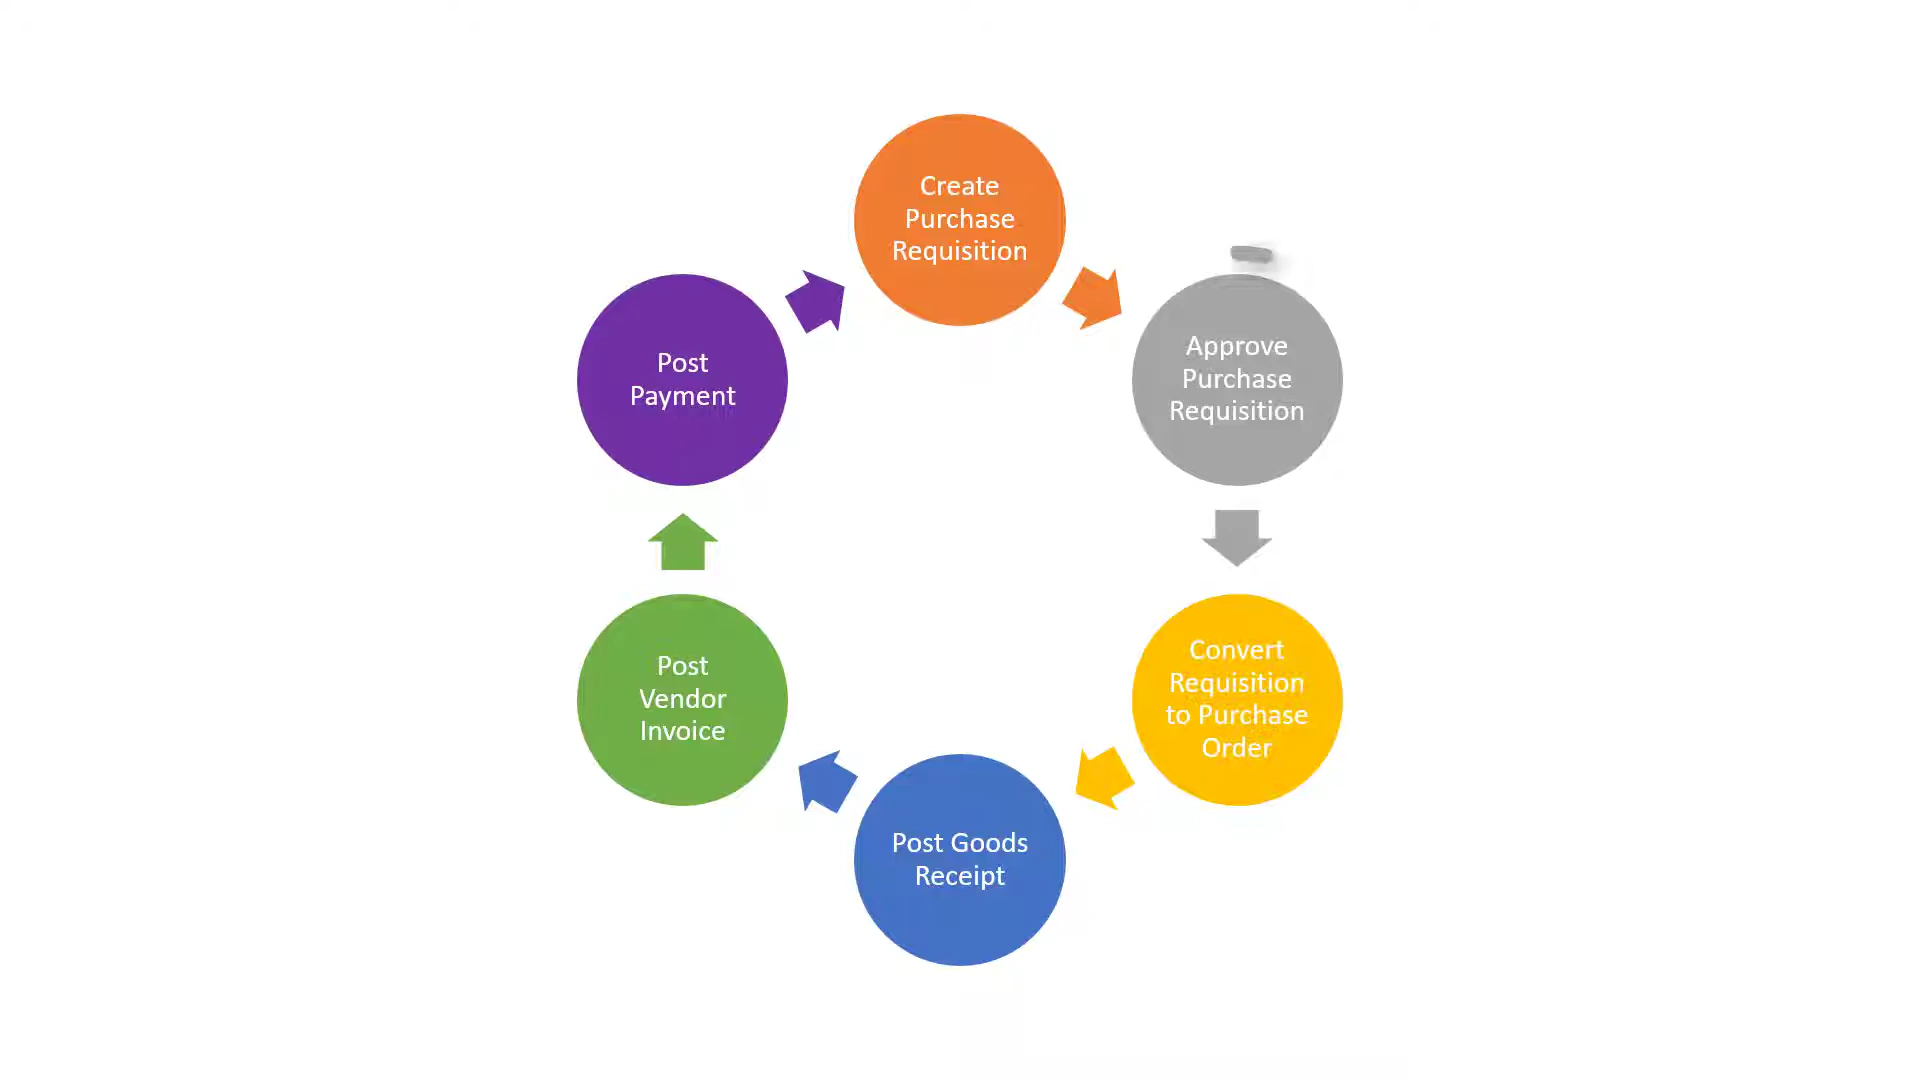 Create
Purchase
Requisition
Approve
Purchase
Requisition
Convert
Requisition
to Purchase
Order
Post Goods
Receipt
Post
Vendor
Invoice
Post
Payment